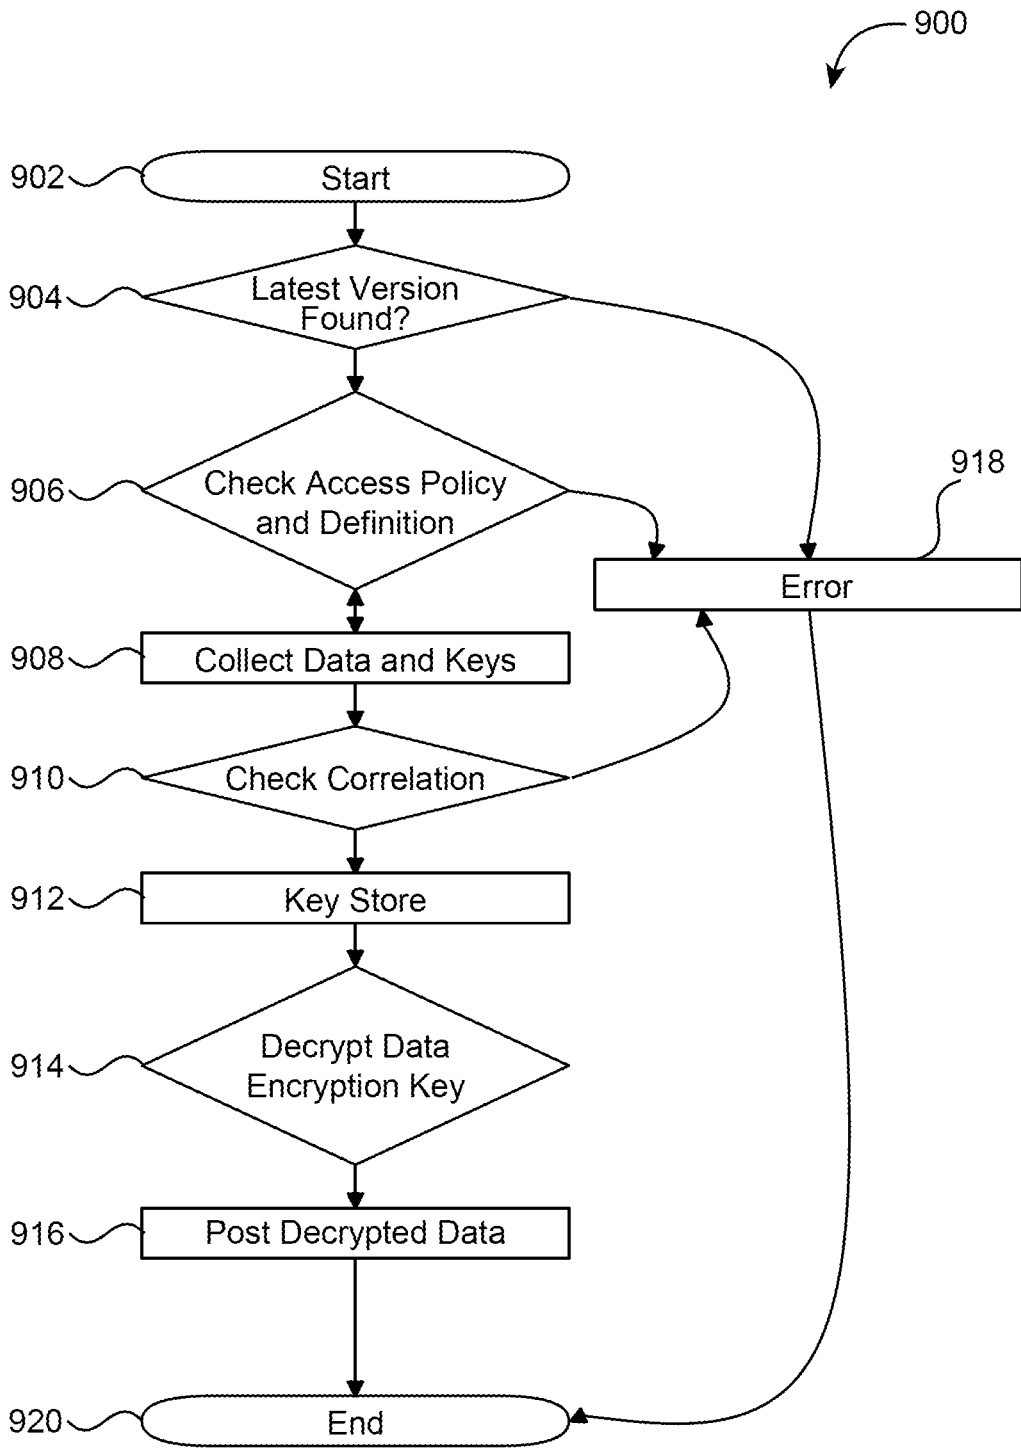 900
902
Start
904
Latest Version
Found?
906
Check Access Policy
and Definition
918
Error
908
Collect Data and Keys
910
Check Correlation
912
Key Store
914
Decrypt Data
Encryption Key
916
Post Decrypted Data
920
End